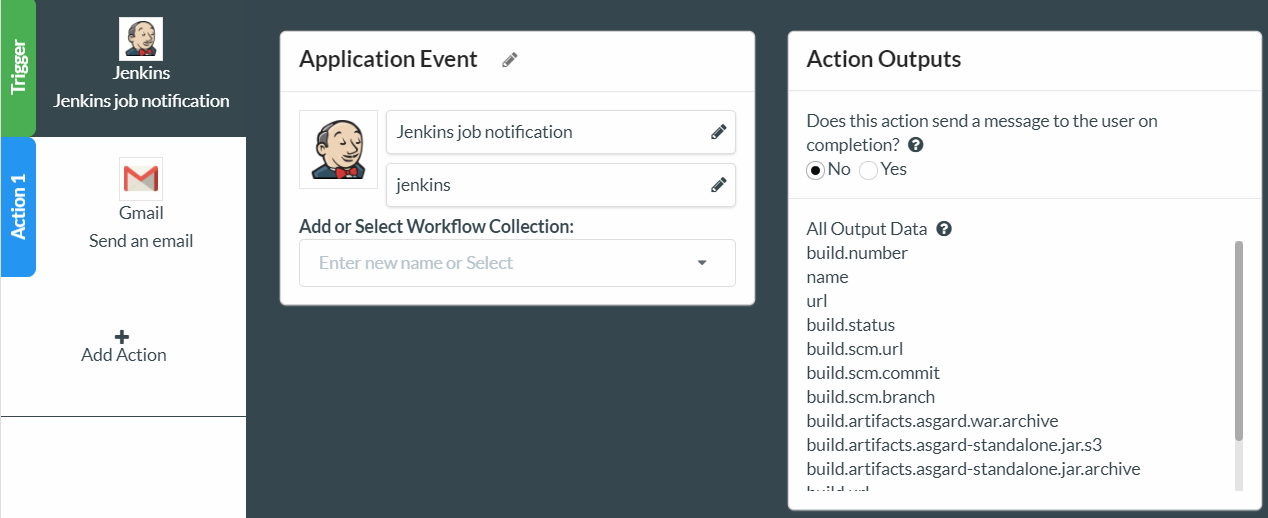 Trigger
Jenkins
Jenkins job notification
Action 1
Gmail
Send an email
Add Action
Application Event
Jenkins job notification
jenkins
Add or Select Workflow Collection:
Enter new name or Select
Action Outputs
Does this action send a message to the user on
completion?
No Yes
All Output Data
build.number
name
url
build.status
build.scm.url
build.scm.commit
build.scm.branch
build.artifacts.asgard.war.archive
build.artifacts.asgard-standalone.jar.s3
build.artifacts.asgard-standalone.jar.archive
build.url